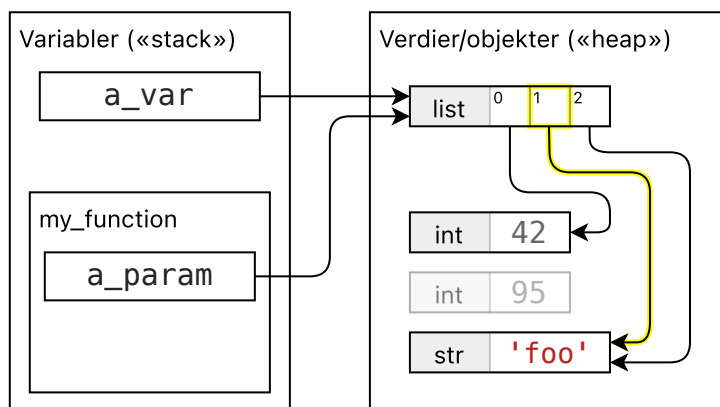 Variabler («stack»)
a_var
my_function
a_param
Verdier/objekter («heap»)
list 0 1 2
int 42
int 95
str 'foo'